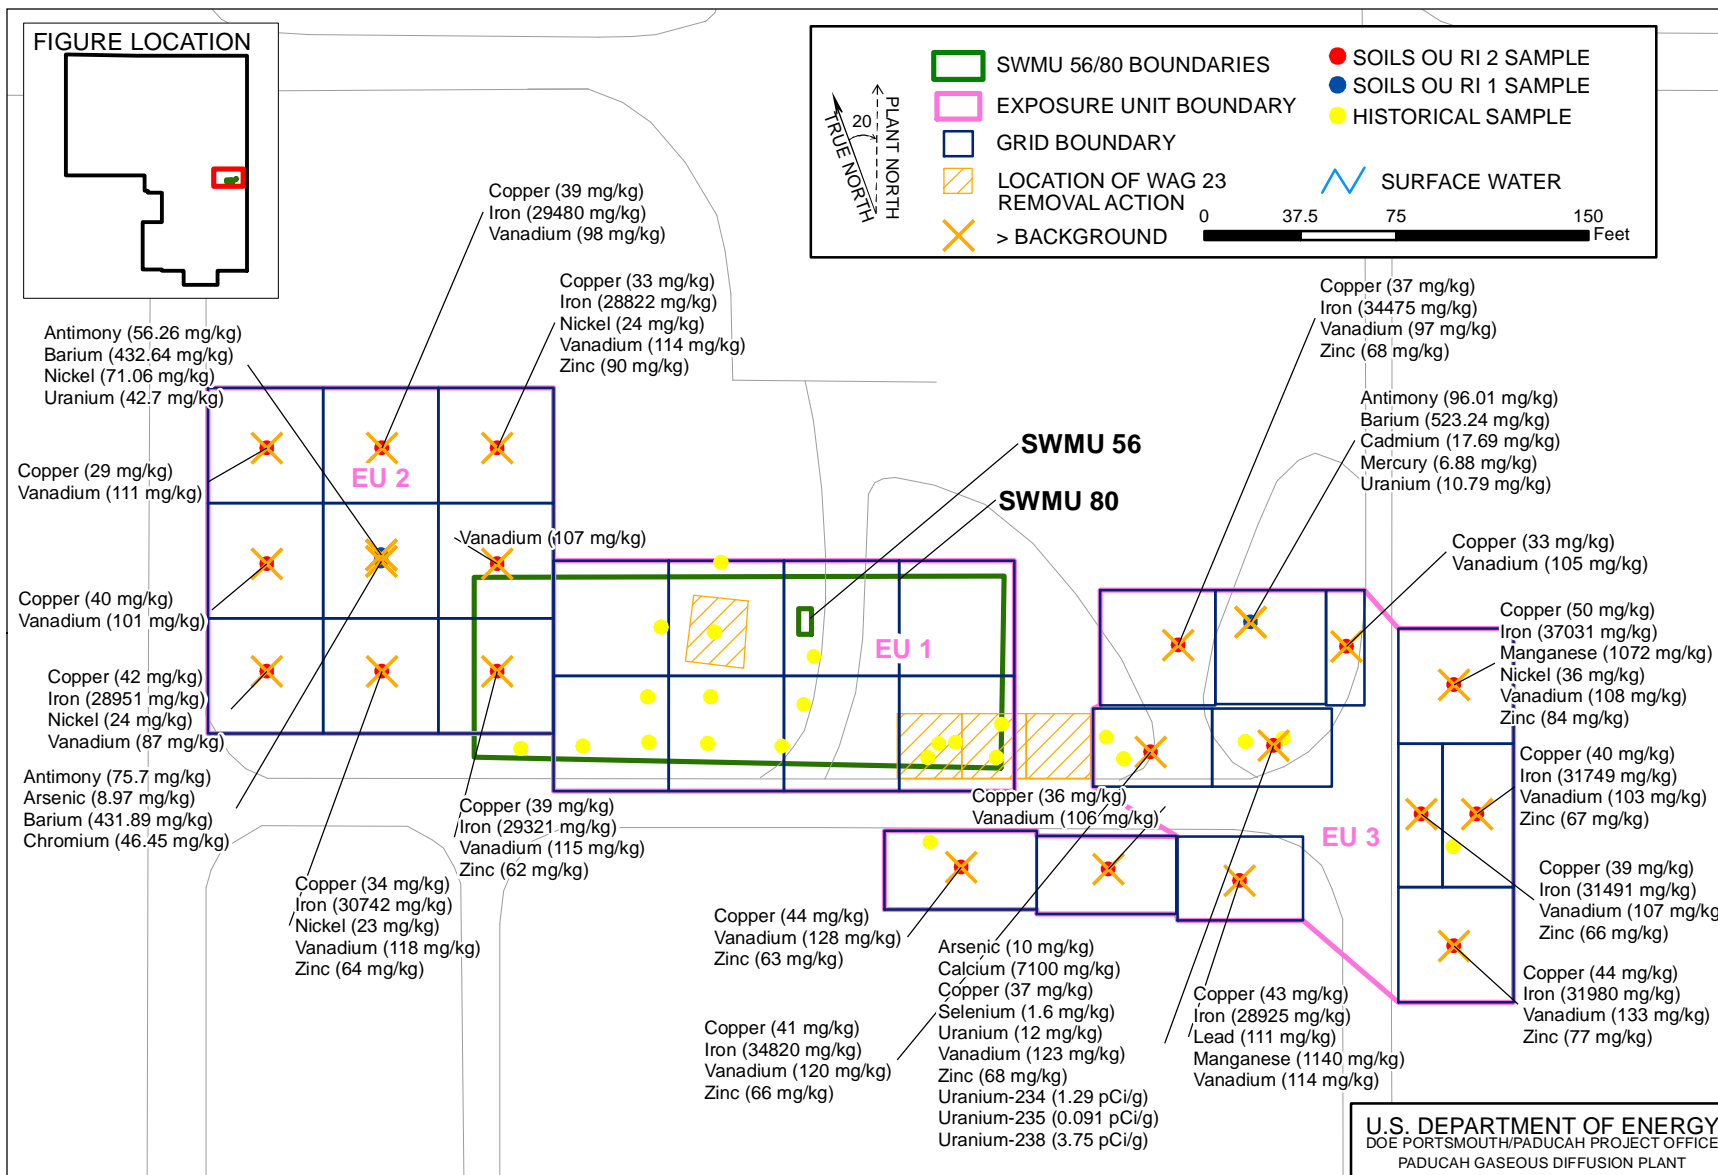 FIGURE LOCATION
SWMU 56/80 BOUNDARIES
EXPOSURE UNIT BOUNDARY
GRID BOUNDARY
LOCATION OF WAG 23
REMOVAL ACTION
> BACKGROUND
SOILS OU RI 2 SAMPLE
SOILS OU RI 1 SAMPLE
HISTORICAL SAMPLE
SURFACE WATER
TRUE NORTH
20
PLANT NORTH
0 37.5 75 150
Feet
Copper (39 mg/kg)
Iron (29480 mg/kg)
Vanadium (98 mg/kg)
Copper (33 mg/kg)
Iron (28822 mg/kg)
Nickel (24 mg/kg)
Vanadium (114 mg/kg)
Zinc (90 mg/kg)
Antimony (56.26 mg/kg)
Barium (432.64 mg/kg)
Nickel (71.06 mg/kg)
Uranium (42.7 mg/kg)
Copper (37 mg/kg)
Iron (34475 mg/kg)
Vanadium (97 mg/kg)
Zinc (68 mg/kg)
Antimony (96.01 mg/kg)
Barium (523.24 mg/kg)
Cadmium (17.69 mg/kg)
Mercury (6.88 mg/kg)
Uranium (10.79 mg/kg)
SWMU 56
SWMU 80
Copper (29 mg/kg)
Vanadium (111 mg/kg)
EU 2
Vanadium (107 mg/kg)
Copper (33 mg/kg)
Vanadium (105 mg/kg)
Copper (40 mg/kg)
Vanadium (101 mg/kg)
EU 1
Copper (50 mg/kg)
Iron (37031 mg/kg)
Manganese (1072 mg/kg)
Nickel (36 mg/kg)
Vanadium (108 mg/kg)
Zinc (84 mg/kg)
Copper (42 mg/kg)
Iron (28951 mg/kg)
Nickel (24 mg/kg)
Vanadium (87 mg/kg)
Copper (40 mg/kg)
Iron (31749 mg/kg)
Vanadium (103 mg/kg)
Zinc (67 mg/kg)
Antimony (75.7 mg/kg)
Arsenic (8.97 mg/kg)
Barium (431.89 mg/kg)
Chromium (46.45 mg/kg)
Copper (39 mg/kg)
Iron (29321 mg/kg)
Vanadium (115 mg/kg)
Zinc (62 mg/kg)
Copper (36 mg/kg)
Vanadium (106 mg/kg)
EU 3
Copper (39 mg/kg)
Iron (31491 mg/kg)
Vanadium (107 mg/kg
Zinc (66 mg/kg)
Copper (34 mg/kg)
Iron (30742 mg/kg)
Nickel (23 mg/kg)
Vanadium (118 mg/kg)
Zinc (64 mg/kg)
Copper (44 mg/kg)
Vanadium (128 mg/kg)
Zinc (63 mg/kg)
Arsenic (10 mg/kg)
Calcium (7100 mg/kg)
Copper (37 mg/kg)
Selenium (1.6 mg/kg)
Uranium (12 mg/kg)
Vanadium (123 mg/kg)
Zinc (68 mg/kg)
Uranium-234 (1.29 pCi/g)
Uranium-235 (0.091 pCi/g)
Uranium-238 (3.75 pCi/g)
Copper (44 mg/kg)
Iron (31980 mg/kg)
Vanadium (133 mg/kg)
Zinc (77 mg/kg)
Copper (43 mg/kg)
Iron (28925 mg/kg)
Lead (111 mg/kg)
Manganese (1140 mg/kg)
Vanadium (114 mg/kg)
Copper (41 mg/kg)
Iron (34820 mg/kg)
Vanadium (120 mg/kg)
Zinc (66 mg/kg)
U.S. DEPARTMENT OF ENERGY
DOE PORTSMOUTH/PADUCAH PROJECT OFFICE
PADUCAH GASEOUS DIFFUSION PLANT